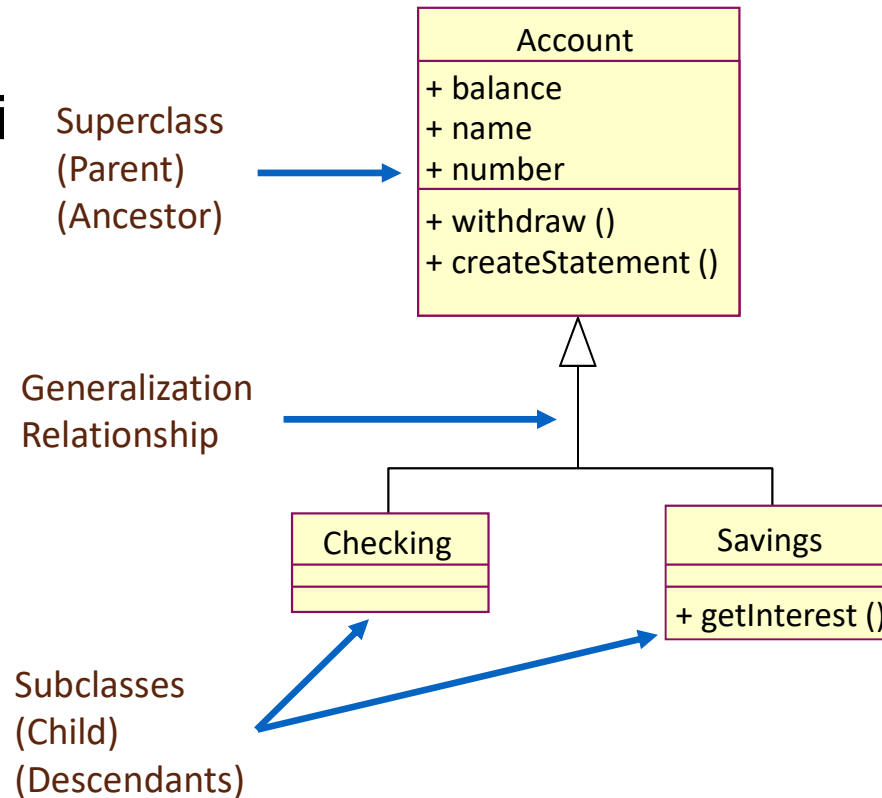 i
Superclass
(Parent)
(Ancestor)
Account
+ balance
+ name
+ number
+ withdraw ()
+ createStatement ()
Generalization
Relationship
Checking
Savings
+ getInterest ()
Subclasses
(Child)
(Descendants)